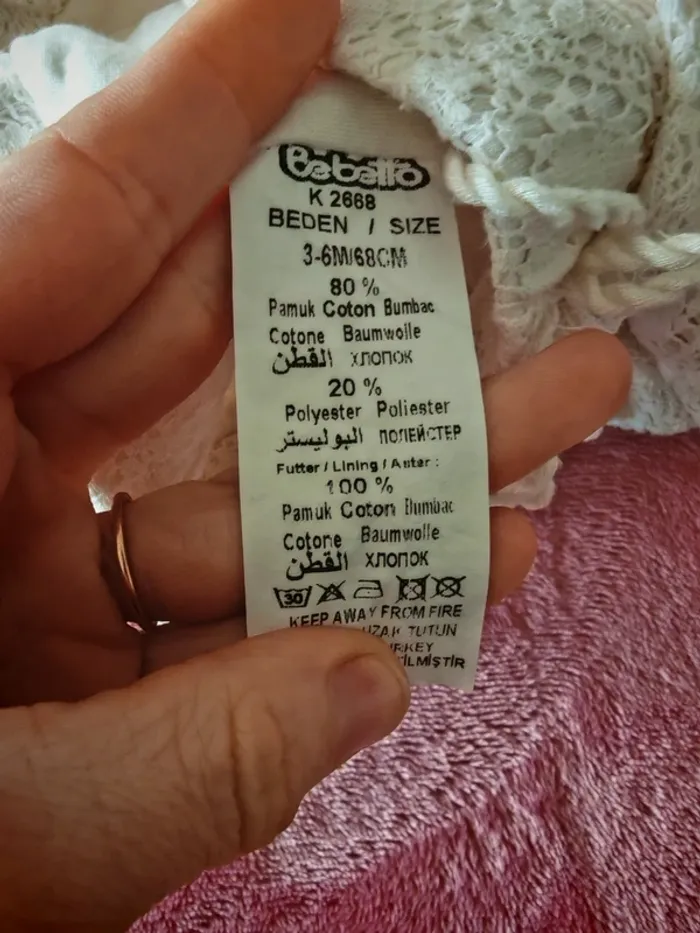 Bebetto
K 2668
BEDEN / SIZE
3-6M/68CM
80 %
Pamuk Coton Bumbac
Cotone Baumwolle
القطن ХЛОПОК
20 %
Polyester Poliester
البوليستر ПОЛЕЙСТЕР
Futter / Lining / Astar :
100 %
Pamuk Coton Bumbac
Cotone Baumwolle
القطن ХЛОПОК
30
KEEP AWAY FROM FIRE
UZAK TUTUN